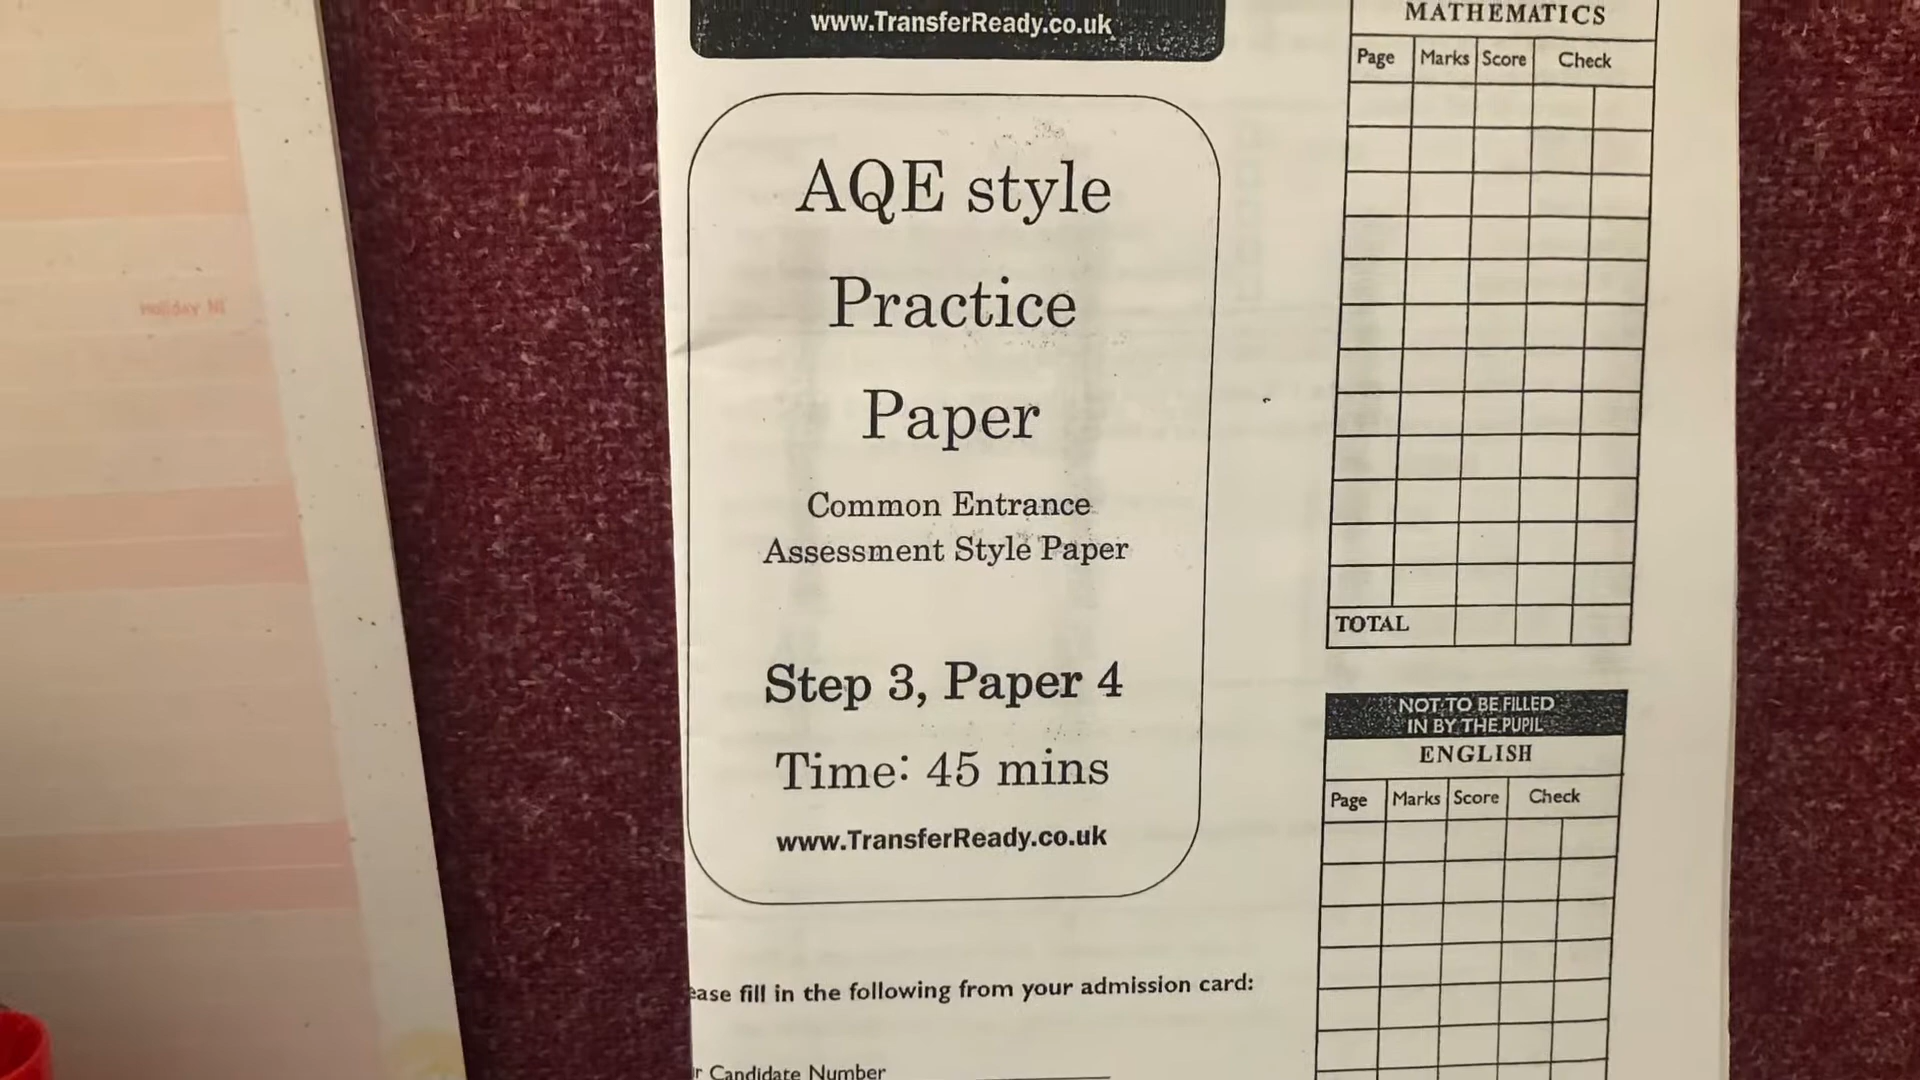 www.TransferReady.co.uk
AQE style
Practice
Paper
Common Entrance
Assessment Style Paper
Step 3, Paper 4
Time: 45 mins
www.TransferReady.co.uk
ease fill in the following from your admission card:
r Candidate Number
MATHEMATICS
Page Marks Score Check
TOTAL
NOT TO BE FILLED
IN BY THE PUPIL
ENGLISH
Page Marks Score Check
Holiday NI